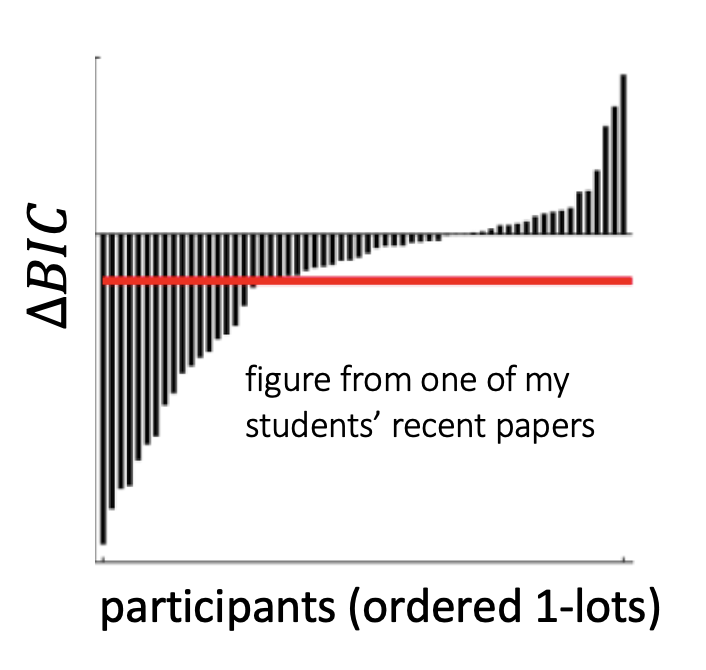 ΔBIC
figure from one of my
students’ recent papers
participants (ordered 1-lots)